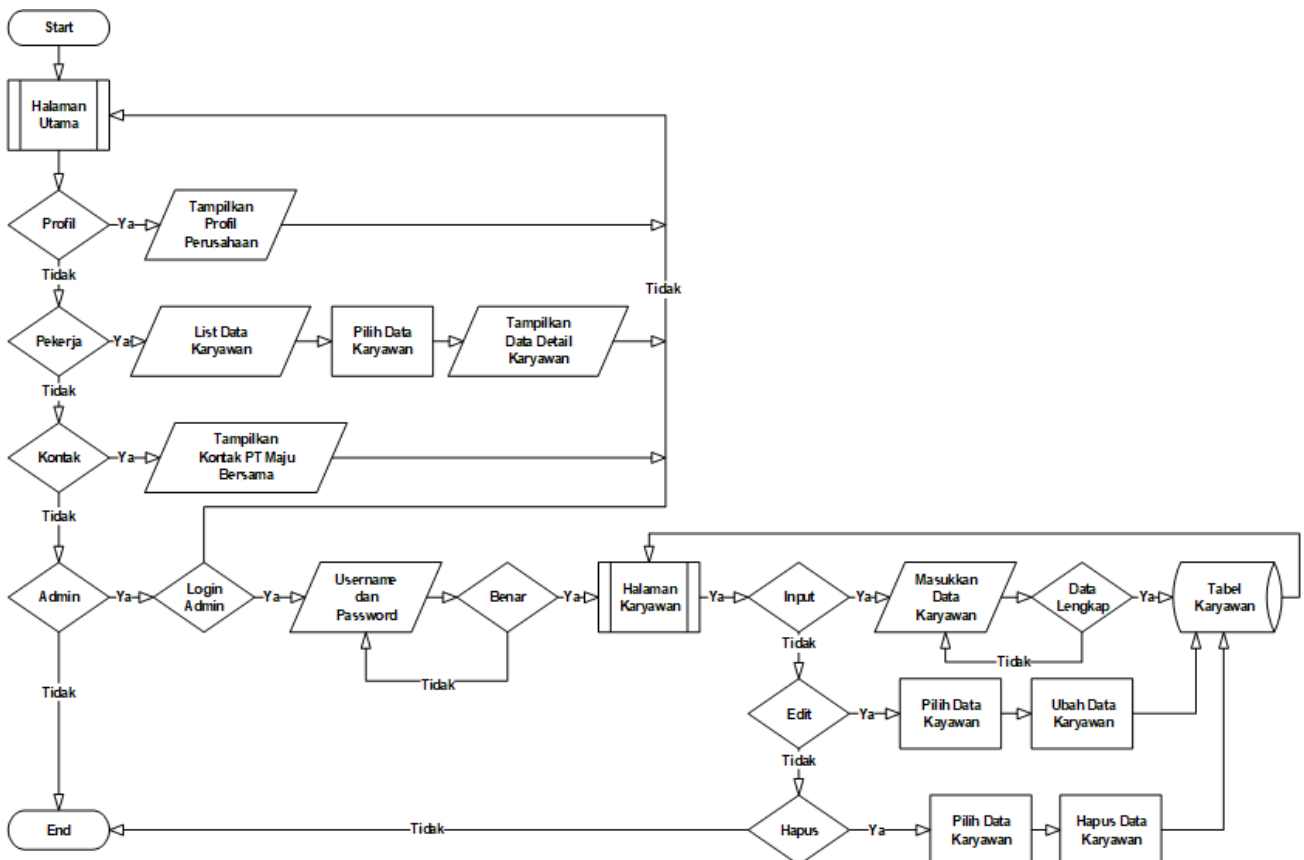 Start
Halaman
Utama
Profil
Ya
Tampilkan
Profil
Perusahaan
Tidak
Tidak
Pekerja
Ya
List Data
Karyawan
Pilih Data
Karyawan
Tampilkan
Data Detail
Karyawan
Tidak
Kontak
Ya
Tampilkan
Kontak PT Maju
Bersama
Tidak
Admin
Ya
Login
Admin
Ya
Username
dan
Password
Benar
Ya
Halaman
Karyawan
Ya
Input
Ya
Masukkan
Data
Karyawan
Data
Lengkap
Ya
Tabel
Karyawan
Tidak
Tidak
Tidak
Tidak
Edit
Ya
Pilih Data
Kayawan
Ubah Data
Karyawan
Tidak
End
Tidak
Hapus
Ya
Pilih Data
Karyawan
Hapus Data
Karyawan